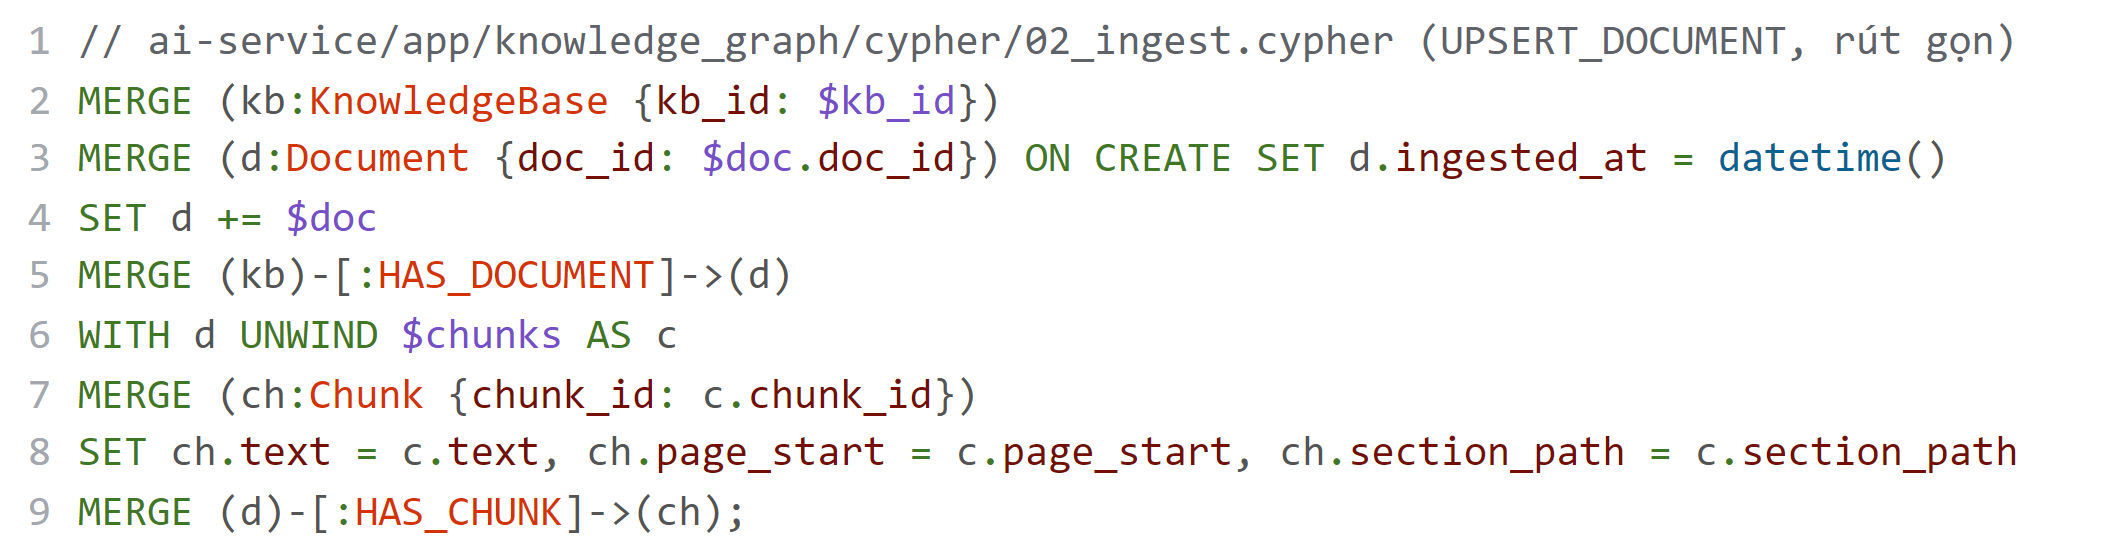 1 // ai-service/app/knowledge_graph/cypher/02_ingest.cypher (UPSERT_DOCUMENT, rút gọn)
2 MERGE (kb:KnowledgeBase {kb_id: $kb_id})
3 MERGE (d:Document {doc_id: $doc.doc_id}) ON CREATE SET d.ingested_at = datetime()
4 SET d += $doc
5 MERGE (kb)-[:HAS_DOCUMENT]->(d)
6 WITH d UNWIND $chunks AS c
7 MERGE (ch:Chunk {chunk_id: c.chunk_id})
8 SET ch.text = c.text, ch.page_start = c.page_start, ch.section_path = c.section_path
9 MERGE (d)-[:HAS_CHUNK]->(ch);